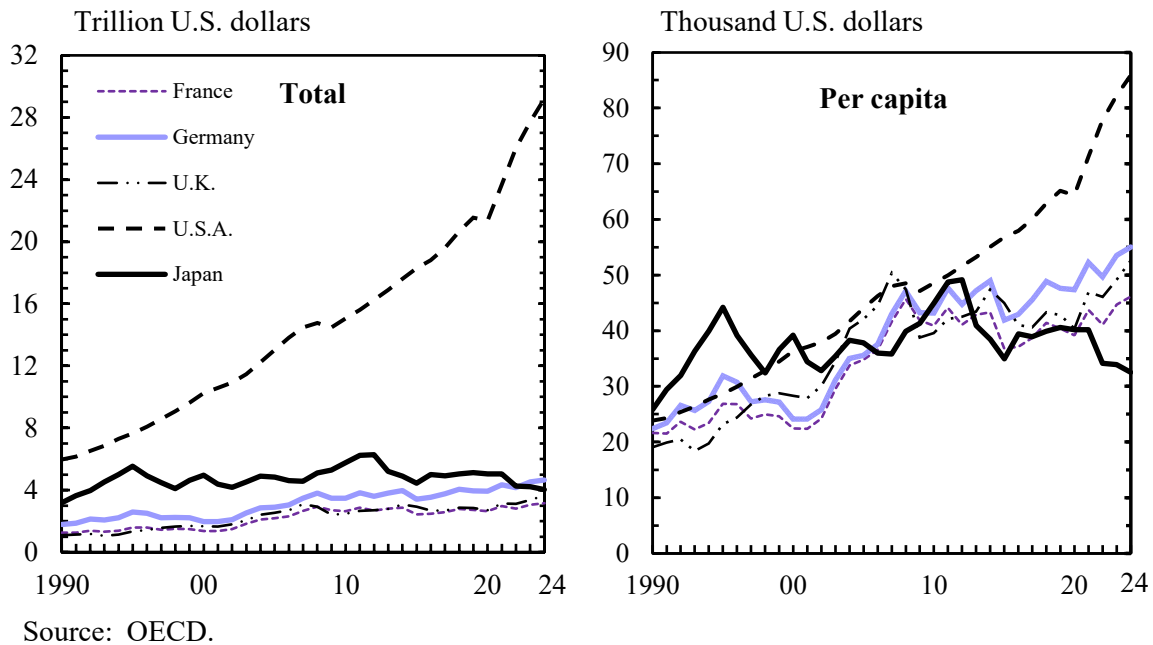 Trillion U.S. dollars
32
28
24
20
16
12
8
4
0
1990 00 10 20 24
Total
France
Germany
U.K.
U.S.A.
Japan
Thousand U.S. dollars
90
80
70
60
50
40
30
20
10
0
1990 00 10 20 24
Per capita
Source: OECD.